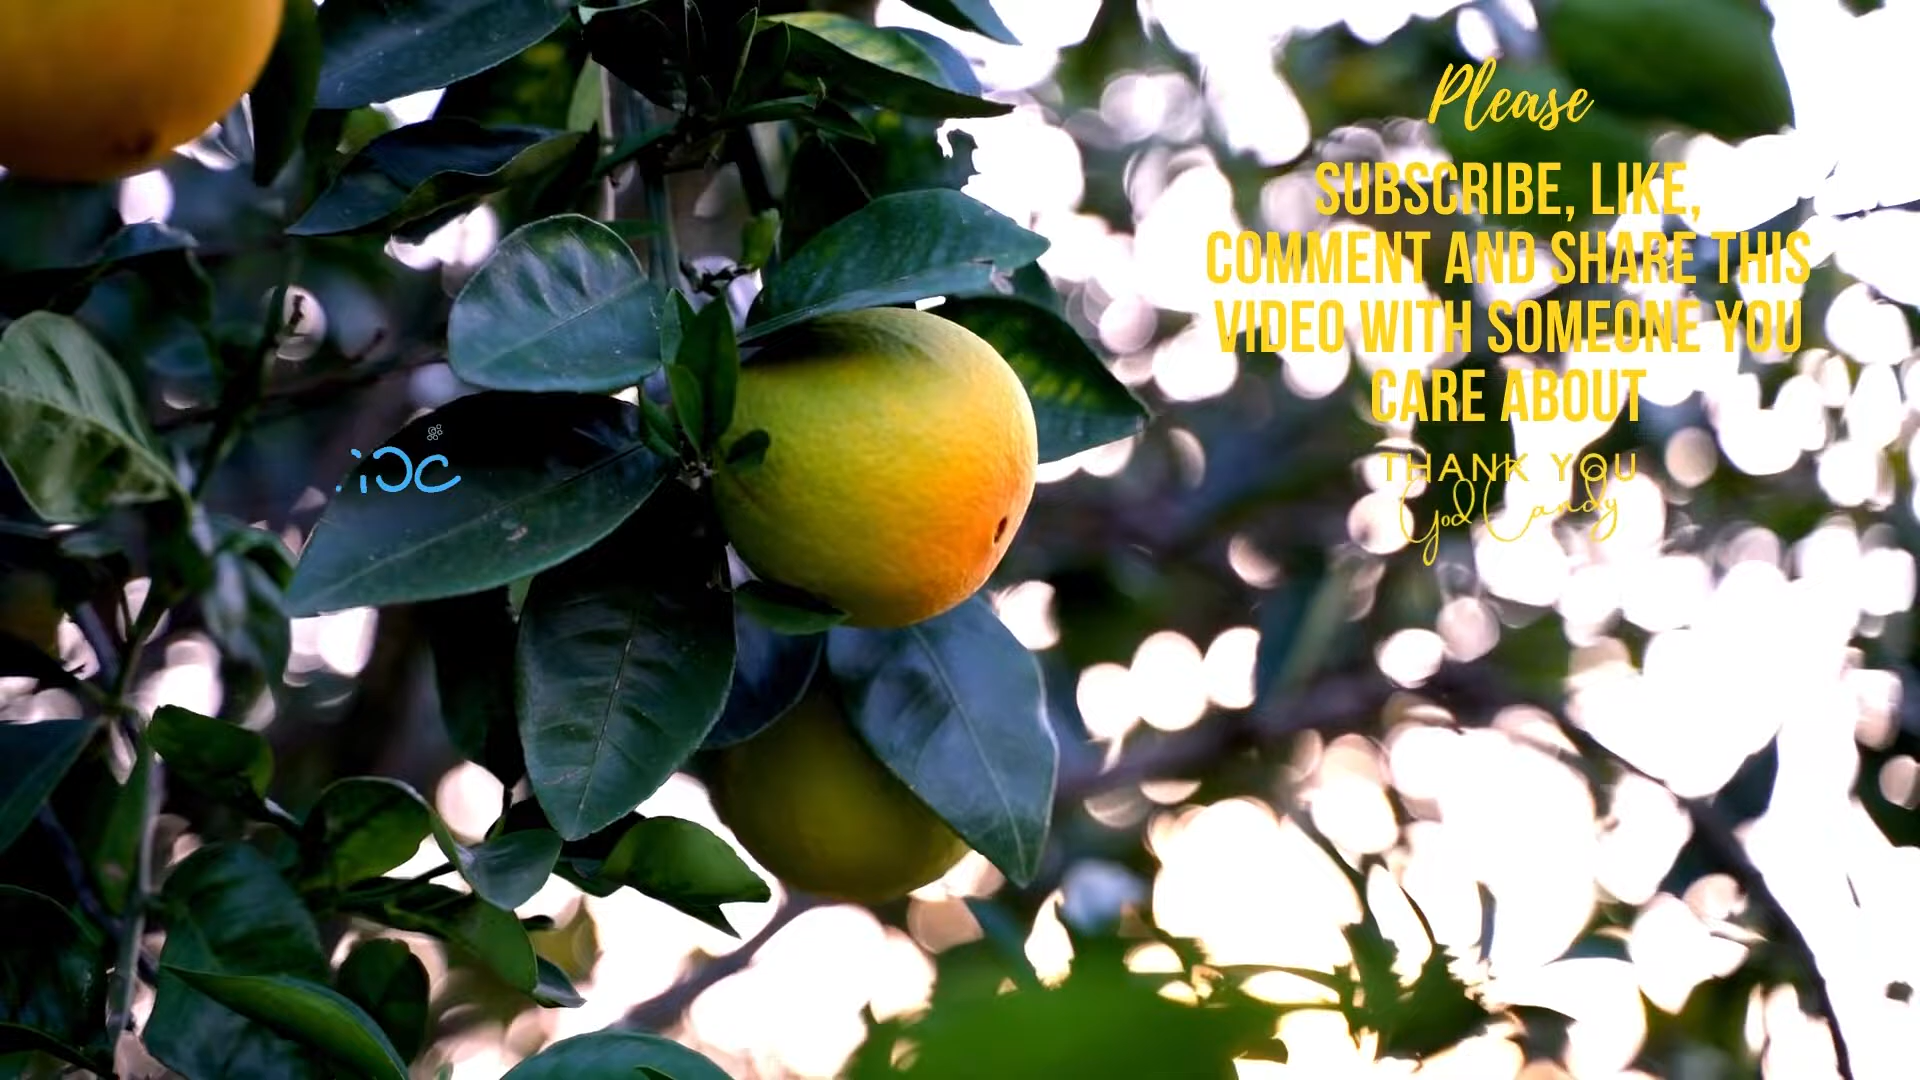 Please
SUBSCRIBE, LIKE,
COMMENT AND SHARE THIS
VIDEO WITH SOMEONE YOU
CARE ABOUT
THANK YOU
God Candy